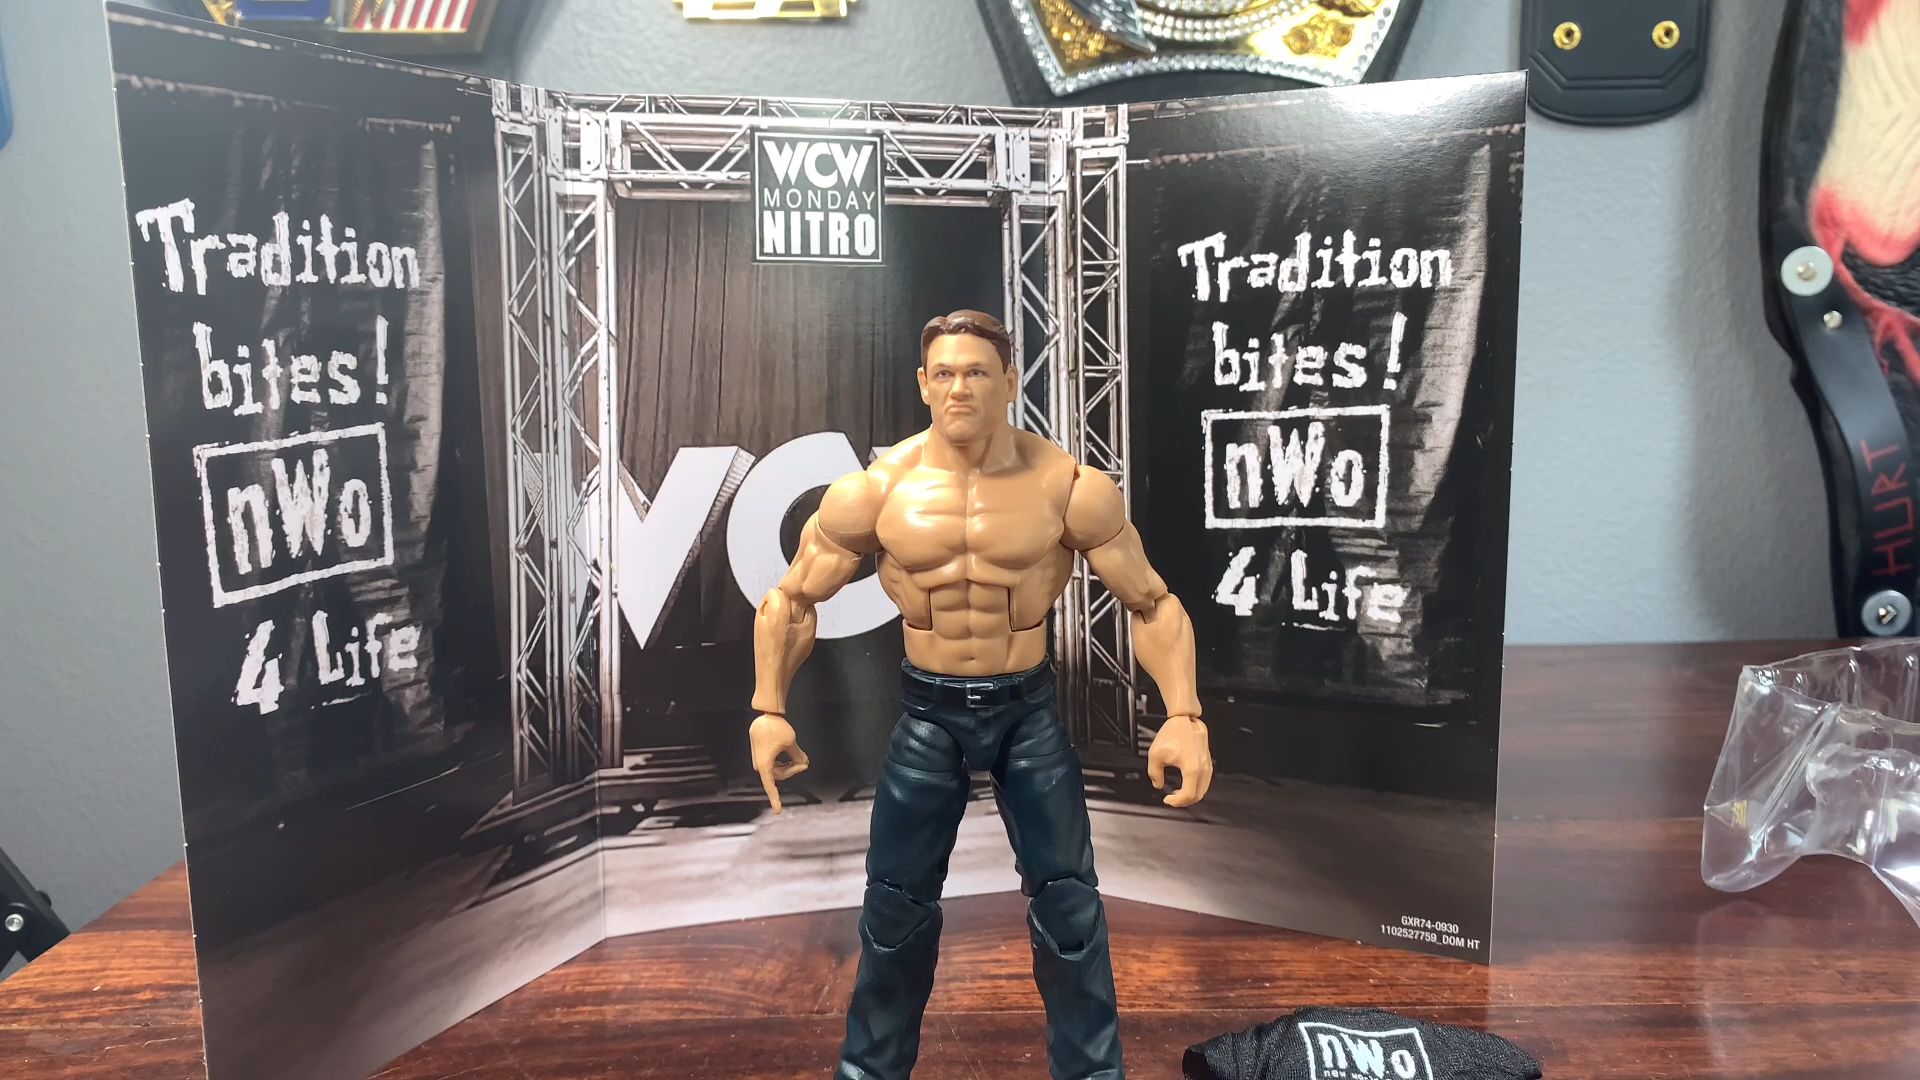 WCW
MONDAY
NITRO
Tradition
bites!
nWo
4 Life
Tradition
bites!
nWo
4 Life
WC
HURT
GXR74-0930
1102527759_DOM HT
nWo